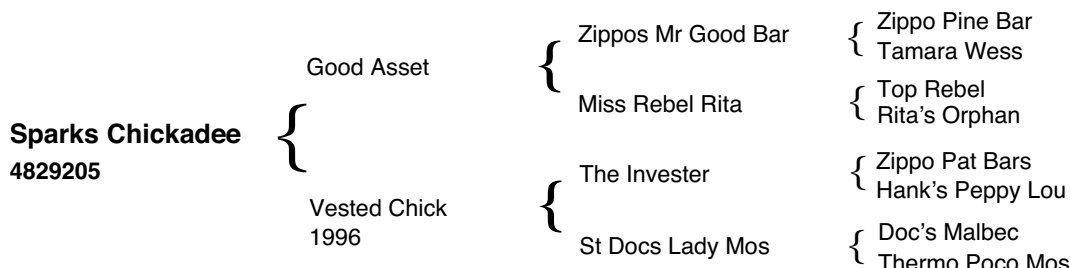 Sparks Chickadee
4829205
Good Asset
Vested Chick
1996
Zippos Mr Good Bar
Miss Rebel Rita
The Invester
St Docs Lady Mos
Zippo Pine Bar
Tamara Wess
Top Rebel
Rita's Orphan
Zippo Pat Bars
Hank's Peppy Lou
Doc's Malbec
Thermo Poco Mos